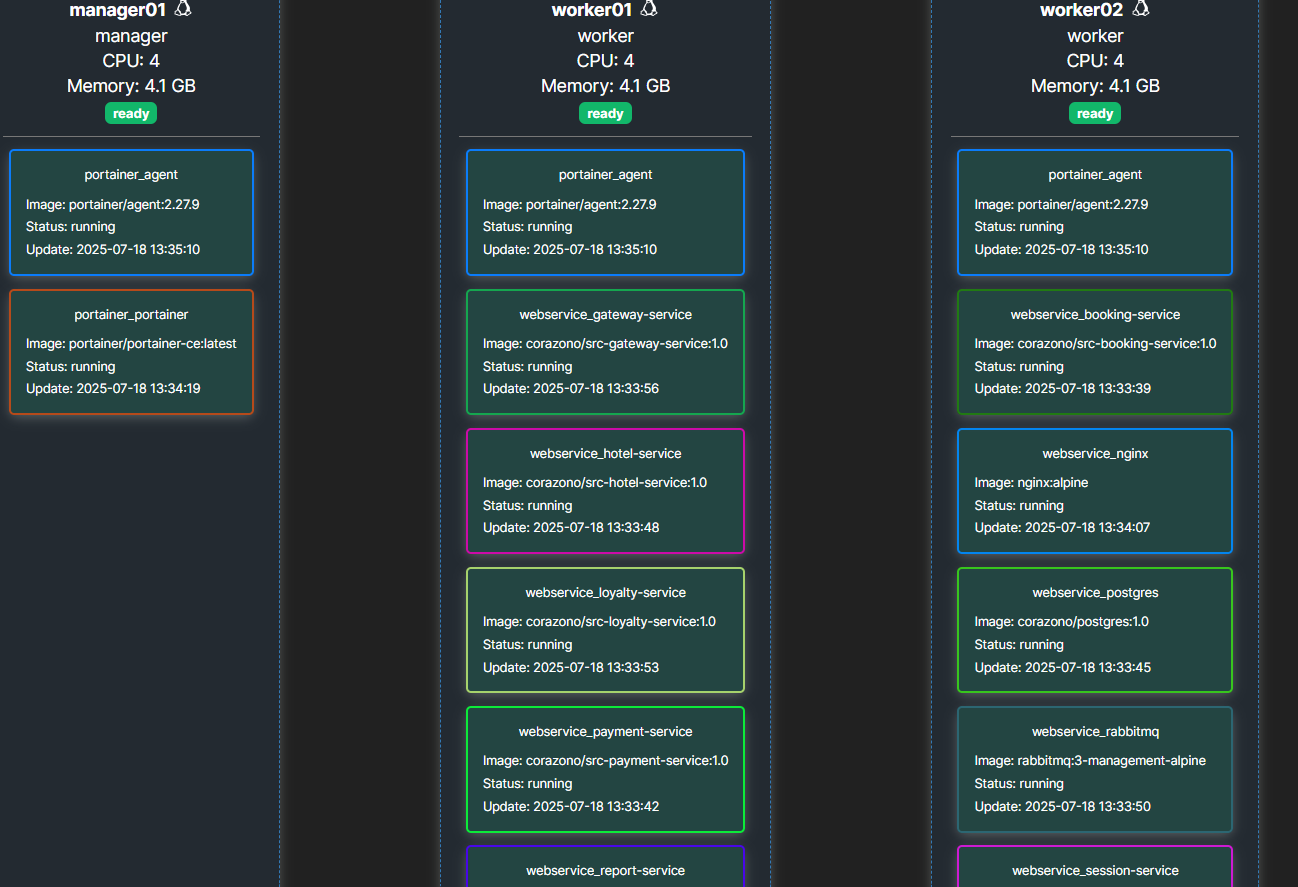 manager01
manager
CPU: 4
Memory: 4.1 GB
ready
portainer_agent
Image: portainer/agent:2.27.9
Status: running
Update: 2025-07-18 13:35:10
portainer_portainer
Image: portainer/portainer-ce:latest
Status: running
Update: 2025-07-18 13:34:19
worker01
worker
CPU: 4
Memory: 4.1 GB
ready
portainer_agent
Image: portainer/agent:2.27.9
Status: running
Update: 2025-07-18 13:35:10
webservice_gateway-service
Image: corazono/src-gateway-service:1.0
Status: running
Update: 2025-07-18 13:33:56
webservice_hotel-service
Image: corazono/src-hotel-service:1.0
Status: running
Update: 2025-07-18 13:33:48
webservice_loyalty-service
Image: corazono/src-loyalty-service:1.0
Status: running
Update: 2025-07-18 13:33:53
webservice_payment-service
Image: corazono/src-payment-service:1.0
Status: running
Update: 2025-07-18 13:33:42
webservice_report-service
worker02
worker
CPU: 4
Memory: 4.1 GB
ready
portainer_agent
Image: portainer/agent:2.27.9
Status: running
Update: 2025-07-18 13:35:10
webservice_booking-service
Image: corazono/src-booking-service:1.0
Status: running
Update: 2025-07-18 13:33:39
webservice_nginx
Image: nginx:alpine
Status: running
Update: 2025-07-18 13:34:07
webservice_postgres
Image: corazono/postgres:1.0
Status: running
Update: 2025-07-18 13:33:45
webservice_rabbitmq
Image: rabbitmq:3-management-alpine
Status: running
Update: 2025-07-18 13:33:50
webservice_session-service